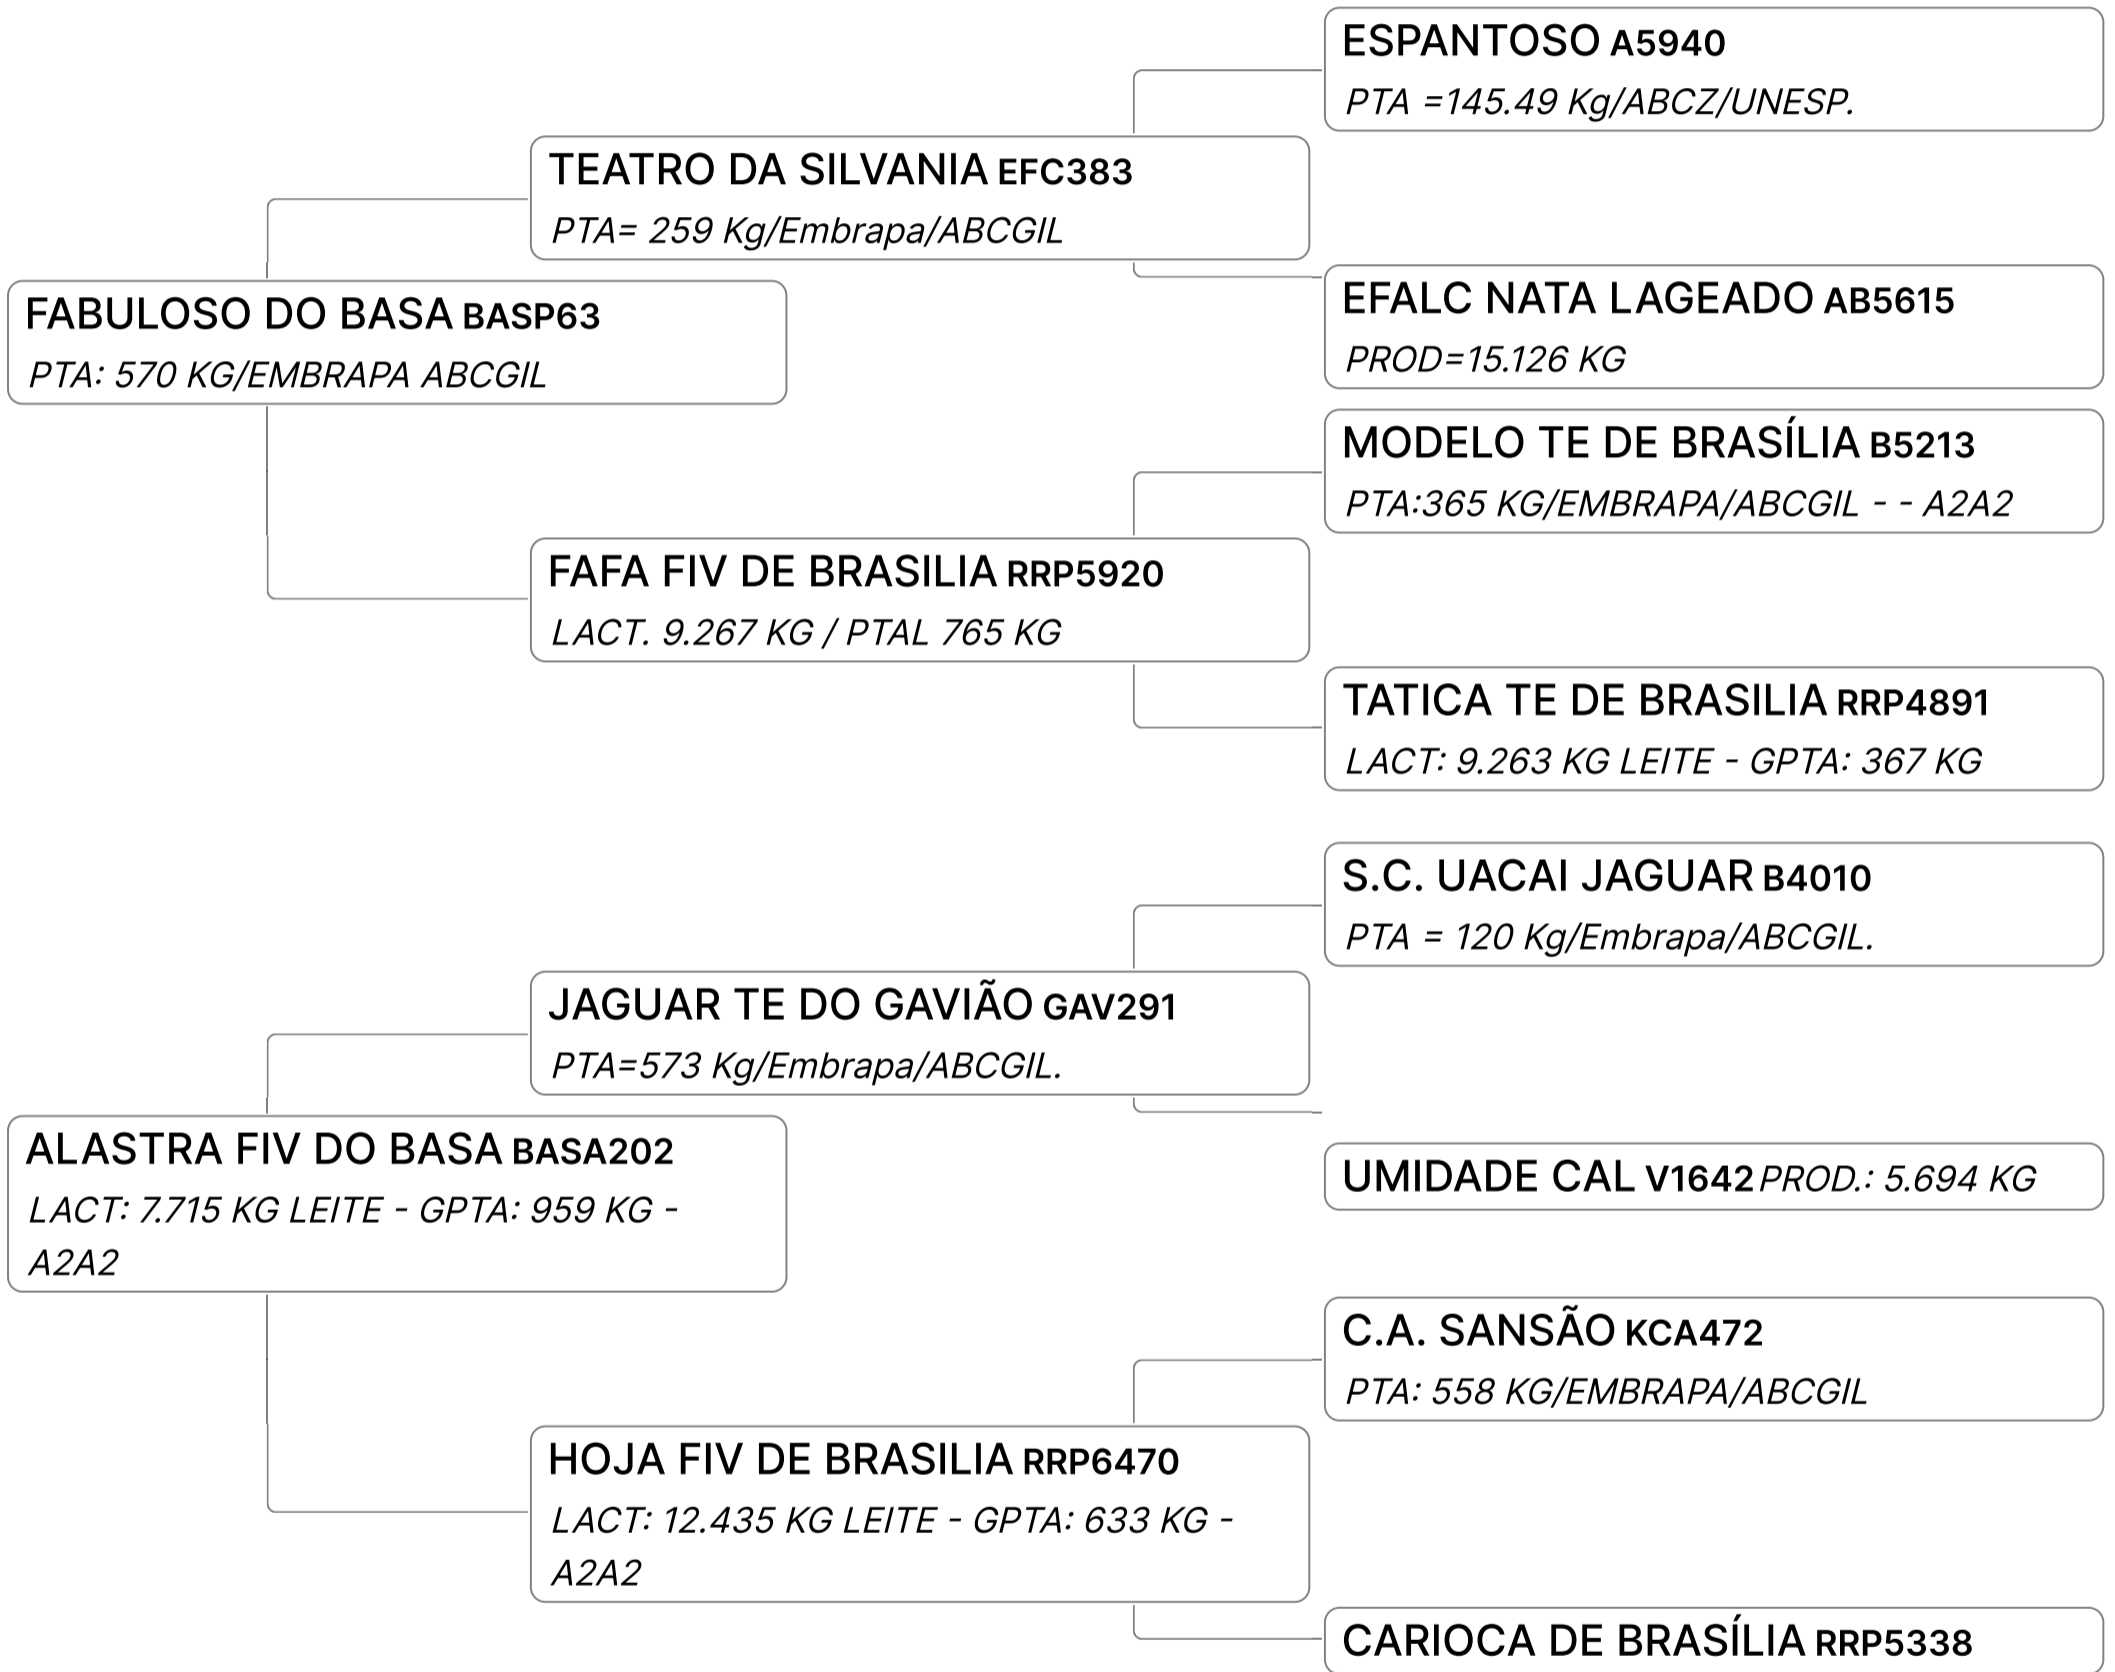 ESPANTOSO A5940
PTA =145.49 Kg/ABCZ/UNESP.
TEATRO DA SILVANIA EFC383
PTA= 259 Kg/Embrapa/ABCGIL
EFALC NATA LAGEADO AB5615
PROD=15.126 KG
FABULOSO DO BASA BASP63
PTA: 570 KG/EMBRAPA ABCGIL
MODELO TE DE BRASÍLIA B5213
PTA:365 KG/EMBRAPA/ABCGIL - - A2A2
FAFA FIV DE BRASILIA RRP5920
LACT. 9.267 KG / PTAL 765 KG
TATICA TE DE BRASILIA RRP4891
LACT: 9.263 KG LEITE - GPTA: 367 KG
S.C. UACAI JAGUAR B4010
PTA = 120 Kg/Embrapa/ABCGIL.
JAGUAR TE DO GAVIÃO GAV291
PTA=573 Kg/Embrapa/ABCGIL.
UMIDADE CAL V1642 PROD.: 5.694 KG
ALASTRA FIV DO BASA BASA202
LACT: 7.715 KG LEITE - GPTA: 959 KG -
A2A2
C.A. SANSÃO KCA472
PTA: 558 KG/EMBRAPA/ABCGIL
HOJA FIV DE BRASILIA RRP6470
LACT: 12.435 KG LEITE - GPTA: 633 KG -
A2A2
CARIOCA DE BRASÍLIA RRP5338